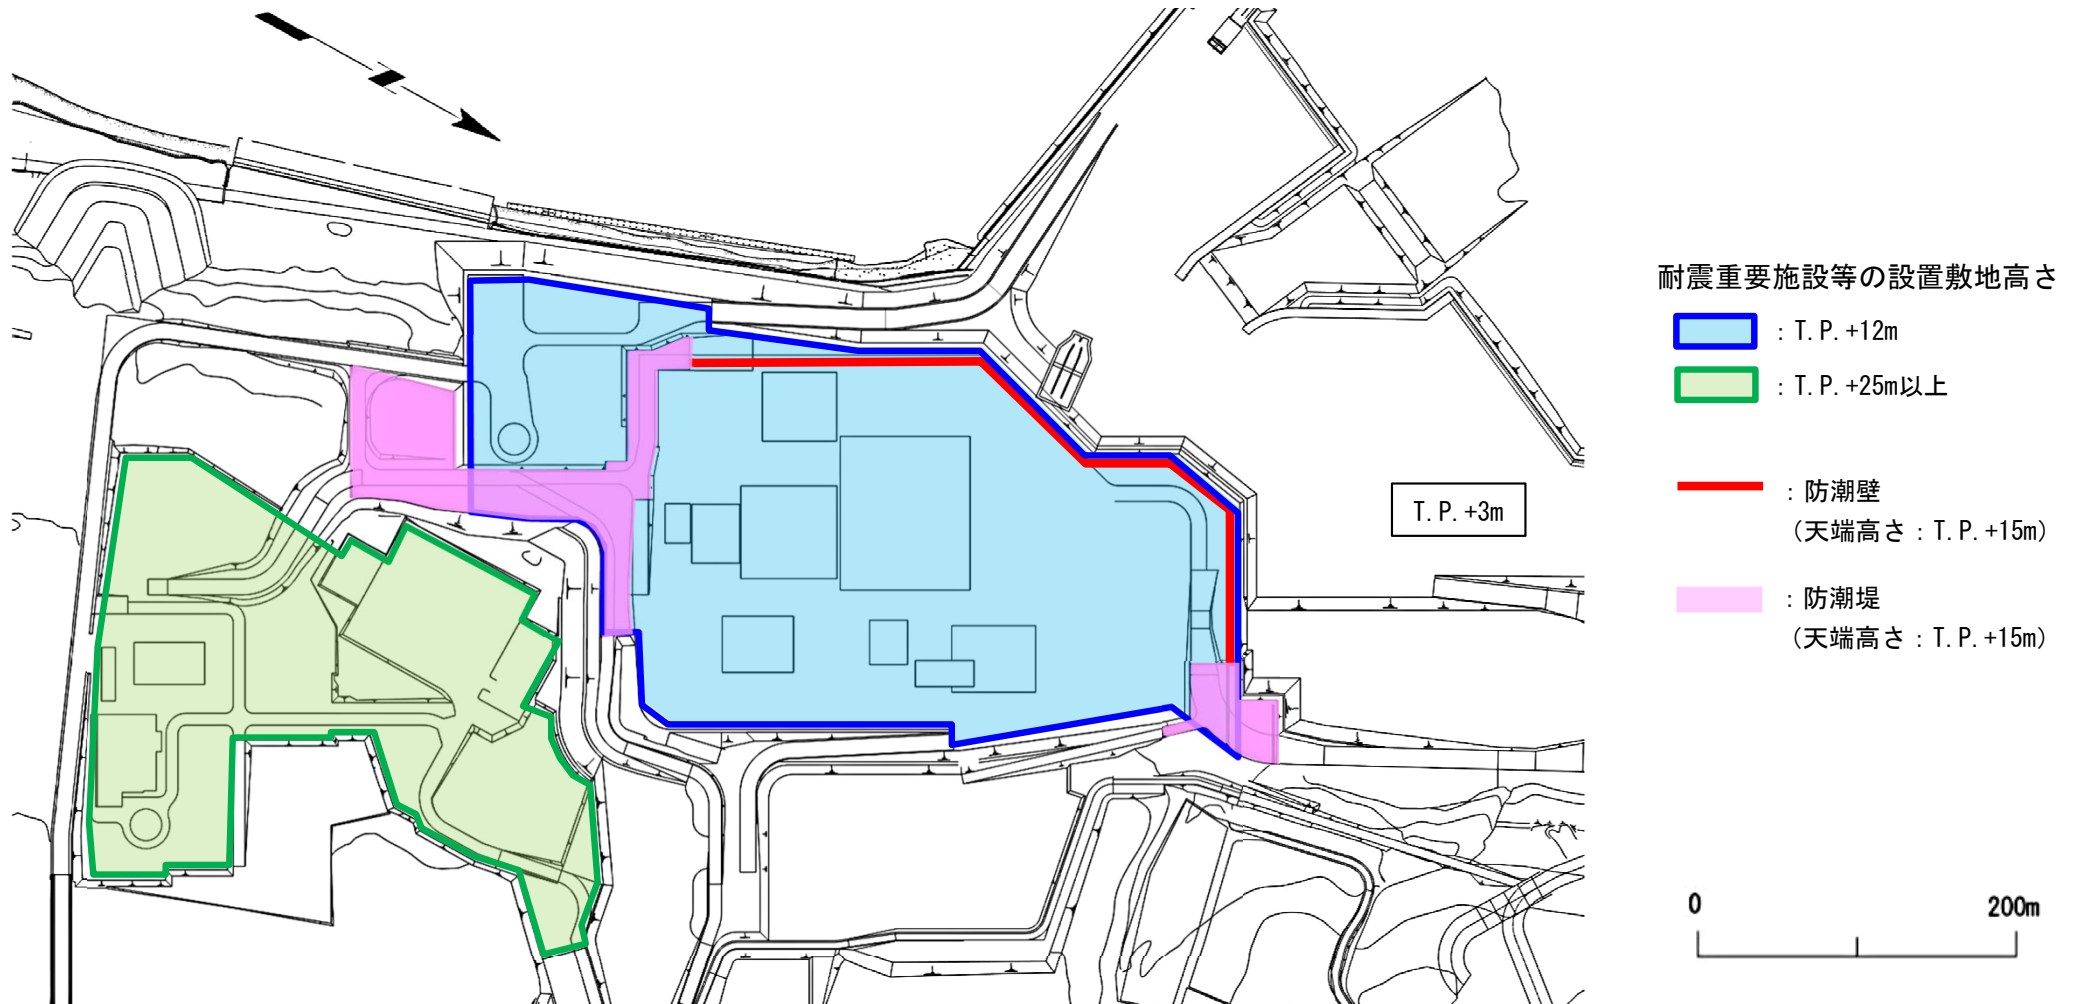 耐震重要施設等の設置敷地高さ
：T.P.+12m
：T.P.+25m以上
：防潮壁
（天端高さ：T.P.+15m）
：防潮堤
（天端高さ：T.P.+15m）
T.P.+3m
0 200m